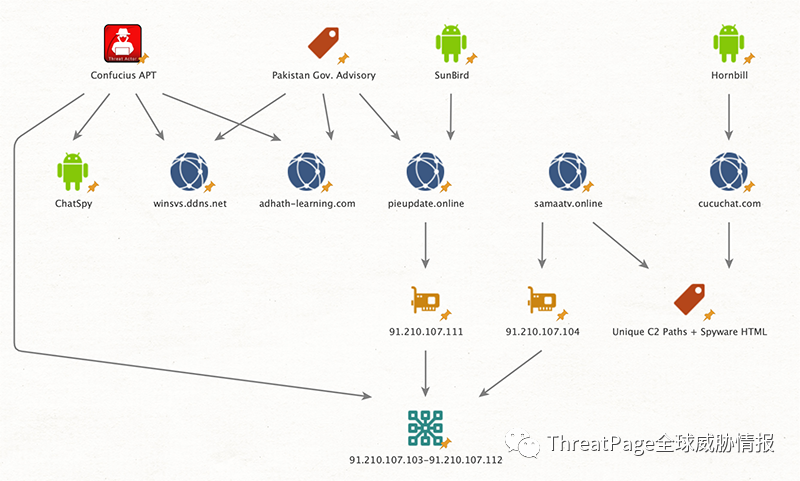 Threat Actor
Confucius APT
Pakistan Gov. Advisory
SunBird
Hornbill
ChatSpy
winsvs.ddns.net
adhath-learning.com
pieupdate.online
samaatv.online
cucuchat.com
91.210.107.111
91.210.107.104
Unique C2 Paths + Spyware HTML
91.210.107.103-91.210.107.112
ThreatPage全球威胁情报